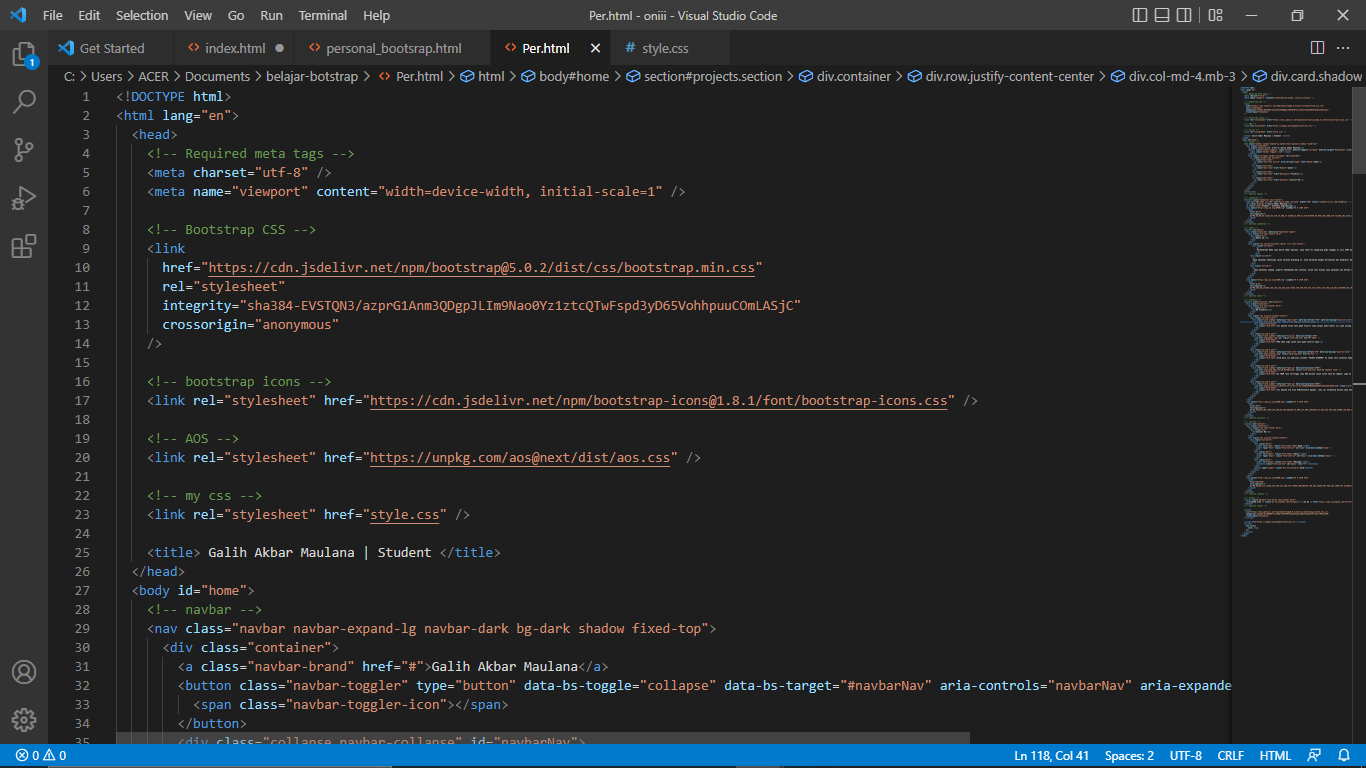 File Edit Selection View Go Run Terminal Help Per.html - oniii - Visual Studio Code
Get Started index.html personal_bootsrap.html Per.html style.css
C: > Users > ACER > Documents > belajar-botstrap > Per.html > html > body#home > section#projects.section > div.container > div.row.justify-content-center > div.col-md-4.mb-3 > div.card.shadow
1
1 <!DOCTYPE html>
2 <html lang="en">
3 <head>
4 <!-- Required meta tags -->
5 <meta charset="utf-8" />
6 <meta name="viewport" content="width=device-width, initial-scale=1" />
7
8 <!-- Bootstrap CSS -->
9 <link
10 href="https://cdn.jsdelivr.net/npm/bootstrap@5.0.2/dist/css/bootstrap.min.css"
11 rel="stylesheet"
12 integrity="sha384-EVSTQN3/azprG1Anm3QDgpJLIm9Nao0Yz1ztcQTwFspd3yD65VohhpuuCOmLASjC"
13 crossorigin="anonymous"
14 />
15
16 <!-- bootstrap icons -->
17 <link rel="stylesheet" href="https://cdn.jsdelivr.net/npm/bootstrap-icons@1.8.1/font/bootstrap-icons.css" />
18
19 <!-- AOS -->
20 <link rel="stylesheet" href="https://unpkg.com/aos@next/dist/aos.css" />
21
22 <!-- my css -->
23 <link rel="stylesheet" href="style.css" />
24
25 <title> Galih Akbar Maulana | Student </title>
26 </head>
27 <body id="home">
28 <!-- navbar -->
29 <nav class="navbar navbar-expand-lg navbar-dark bg-dark shadow fixed-top">
30 <div class="container">
31 <a class="navbar-brand" href="#">Galih Akbar Maulana</a>
32 <button class="navbar-toggler" type="button" data-bs-toggle="collapse" data-bs-target="#navbarNav" aria-controls="navbarNav" aria-expande
33 <span class="navbar-toggler-icon"></span>
34 </button>
35 <div class="collapse navbar-collapse" id="navbarNav">
0 0 Ln 118, Col 41 Spaces: 2 UTF-8 CRLF HTML